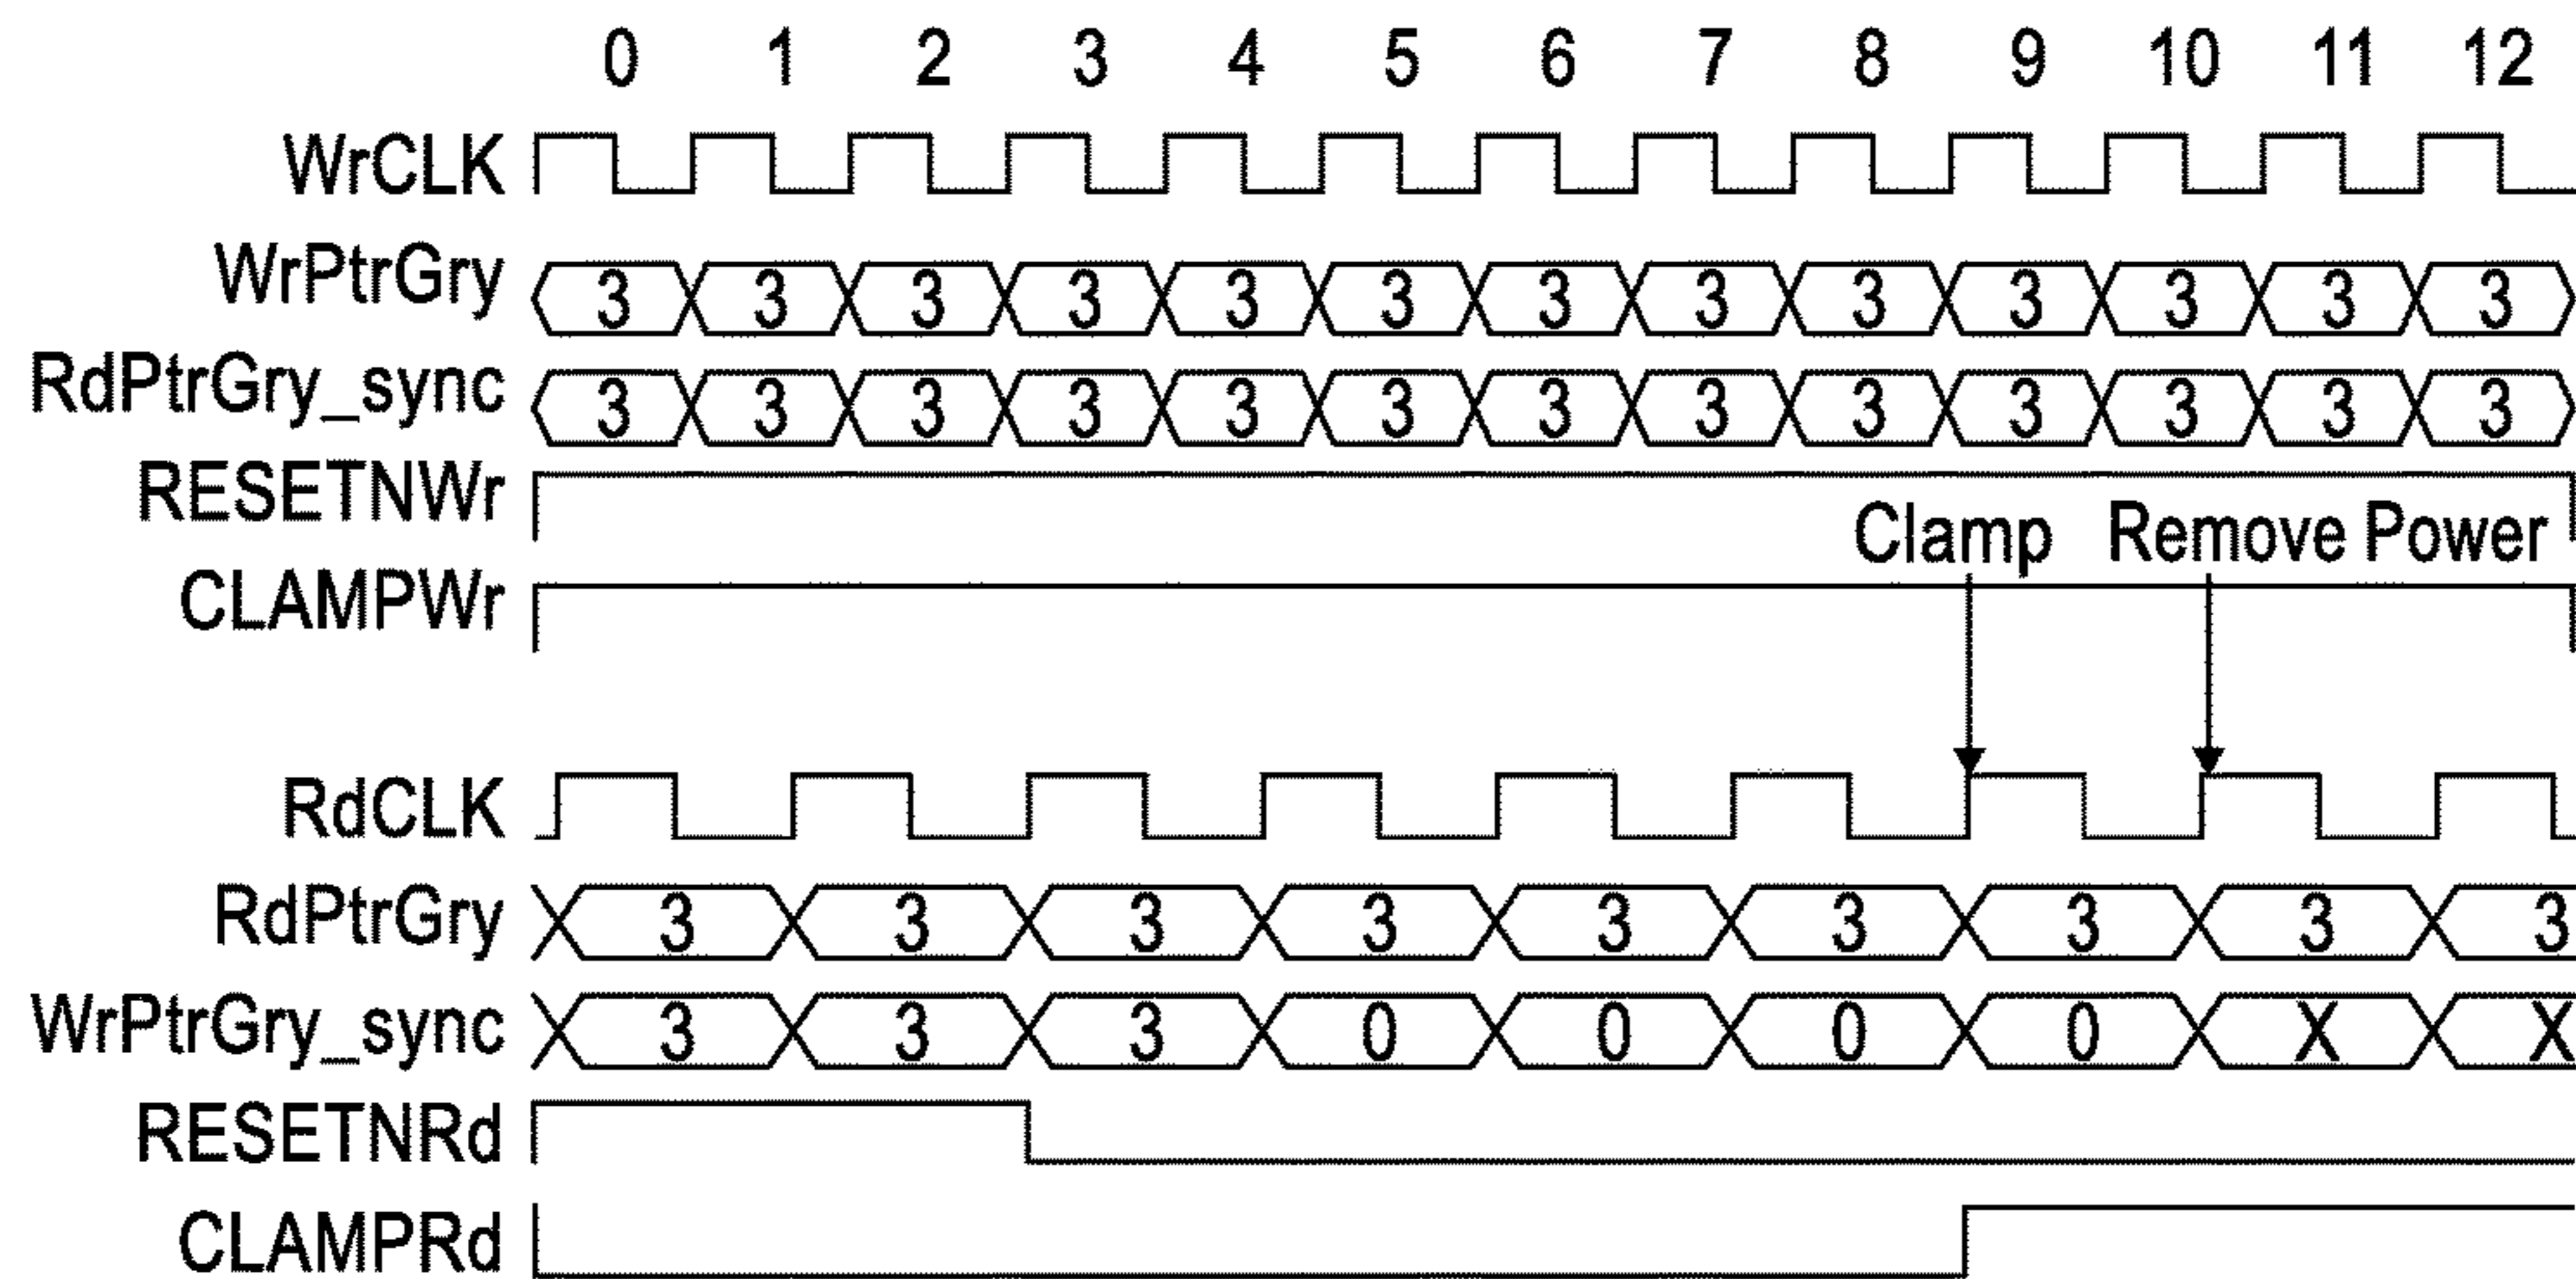 0 1 2 3 4 5 6 7 8 9 10 11 12
WrCLK
WrPtrGry 3 3 3 3 3 3 3 3 3 3 3 3 3
RdPtrGry_sync 3 3 3 3 3 3 3 3 3 3 3 3 3
RESETNWr
Clamp Remove Power
CLAMPWr
RdCLK
RdPtrGry 3 3 3 3 3 3 3 3 3
WrPtrGry_sync 3 3 3 0 0 0 0 X X
RESETNRd
CLAMPRd